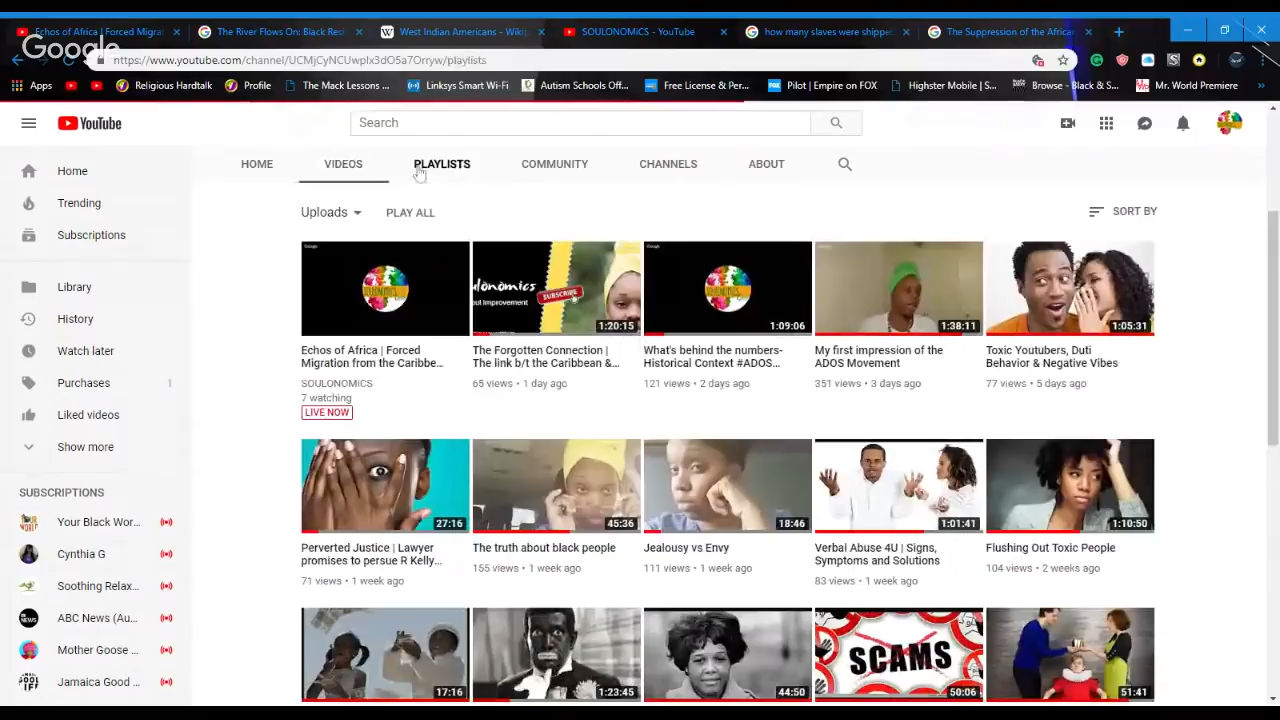 Echos of Africa | Forced Migra
The River Flows On: Black Resi
West Indian Americans - Wikip
SOULONOMiCS - YouTube
how many slaves were shippe
The Suppression of the African
Google
https://www.youtube.com/channel/UCMjCyNCUwpIx3dO5a7Orryw/playlists
Apps
Religious Hardtalk
Profile
The Mack Lessons ...
Linksys Smart Wi-Fi
Autism Schools Off...
Free License & Per...
Pilot | Empire on FOX
Highster Mobile | S...
Browse - Black & S...
Mr. World Premiere
YouTube
Search
HOME
VIDEOS
PLAYLISTS
COMMUNITY
CHANNELS
ABOUT
Home
Trending
Subscriptions
Library
History
Watch later
Purchases 1
Liked videos
Show more
SUBSCRIPTIONS
Your Black Wor...
Cynthia G
Soothing Relax...
ABC News (Au...
Mother Goose ...
Jamaica Good ...
Uploads
PLAY ALL
SORT BY
Echos of Africa | Forced
Migration from the Caribbe...
SOULONOMICS
7 watching
LIVE NOW
ulonomics
out Improvement
SUBSCRIBE
1:20:15
The Forgotten Connection |
The link b/t the Caribbean &...
65 views • 1 day ago
1:09:06
What's behind the numbers-
Historical Context #ADOS...
121 views • 2 days ago
1:38:11
My first impression of the
ADOS Movement
351 views • 3 days ago
1:05:31
Toxic Youtubers, Duti
Behavior & Negative Vibes
77 views • 5 days ago
27:16
Perverted Justice | Lawyer
promises to persue R Kelly...
71 views • 1 week ago
45:36
The truth about black people
155 views • 1 week ago
18:46
Jealousy vs Envy
111 views • 1 week ago
1:01:41
Verbal Abuse 4U | Signs,
Symptoms and Solutions
83 views • 1 week ago
1:10:50
Flushing Out Toxic People
104 views • 2 weeks ago
17:16
1:23:45
44:50
SCAMS
50:06
51:41